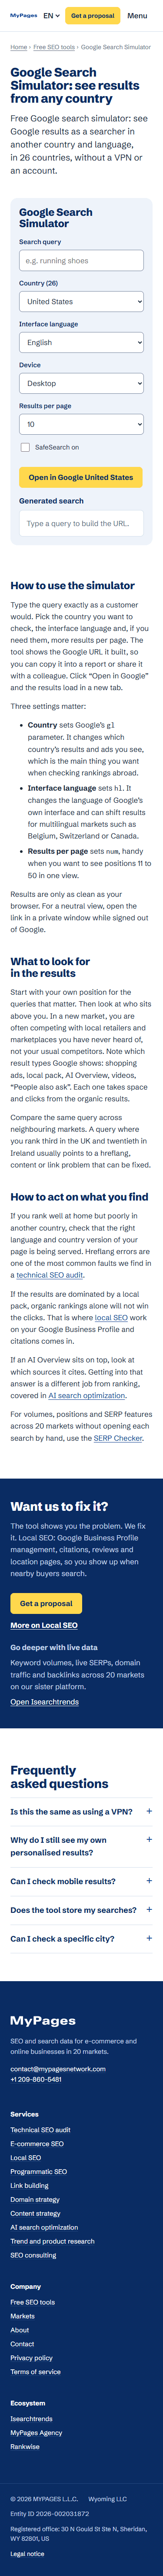 MyPages EN Get a proposal Menu
Home › Free SEO tools › Google Search Simulator
Google Search
Simulator: see results
from any country
Free Google search simulator: see
Google results as a searcher in
another country and language,
in 26 countries, without a VPN or
an account.
Google Search
Simulator
Search query
e.g. running shoes
Country (26)
United States
Interface language
English
Device
Desktop
Results per page
10
SafeSearch on
Open in Google United States
Generated search
Type a query to build the URL.
How to use the simulator
Type the query exactly as a customer
would. Pick the country you want to
check, the interface language and, if you
need them, more results per page. The
tool shows the Google URL it built, so
you can copy it into a report or share it
with a colleague. Click “Open in Google”
and the results load in a new tab.
Three settings matter:
• Country sets Google’s gl
parameter. It changes which
country’s results and ads you see,
which is the main thing you want
when checking rankings abroad.
• Interface language sets hl. It
changes the language of Google’s
own interface and can shift results
for multilingual markets such as
Belgium, Switzerland or Canada.
• Results per page sets num, handy
when you want to see positions 11 to
50 in one view.
Results are only as clean as your
browser. For a neutral view, open the
link in a private window while signed out
of Google.
What to look for
in the results
Start with your own position for the
queries that matter. Then look at who sits
above you. In a new market, you are
often competing with local retailers and
marketplaces you have never heard of,
not your usual competitors. Note which
result types Google shows: shopping
ads, local pack, AI Overview, videos,
“People also ask”. Each one takes space
and clicks from the organic results.
Compare the same query across
neighbouring markets. A query where
you rank third in the UK and twentieth in
Ireland usually points to a hreflang,
content or link problem that can be fixed.
How to act on what you find
If you rank well at home but poorly in
another country, check that the right
language and country version of your
page is being served. Hreflang errors are
one of the most common faults we find in
a technical SEO audit.
If the results are dominated by a local
pack, organic rankings alone will not win
the clicks. That is where local SEO work
on your Google Business Profile and
citations comes in.
If an AI Overview sits on top, look at
which sources it cites. Getting into that
answer is a different job from ranking,
covered in AI search optimization.
For volumes, positions and SERP features
across 20 markets without opening each
search by hand, use the SERP Checker.
Want us to fix it?
The tool shows you the problem. We fix
it. Local SEO: Google Business Profile
management, citations, reviews and
location pages, so you show up when
nearby buyers search.
Get a proposal
More on Local SEO
Go deeper with live data
Keyword volumes, live SERPs, domain
traffic and backlinks across 20 markets
on our sister platform.
Open Isearchtrends
Frequently
asked questions
Is this the same as using a VPN? +
Why do I still see my own +
personalised results?
Can I check mobile results? +
Does the tool store my searches? +
Can I check a specific city? +
MyPages
SEO and search data for e-commerce and
online businesses in 20 markets.
contact@mypagesnetwork.com
+1 209-860-5481
Services
Technical SEO audit
E-commerce SEO
Local SEO
Programmatic SEO
Link building
Domain strategy
Content strategy
AI search optimization
Trend and product research
SEO consulting
Company
Free SEO tools
Markets
About
Contact
Privacy policy
Terms of service
Ecosystem
Isearchtrends
MyPages Agency
Rankwise
© 2026 MYPAGES L.L.C. Wyoming LLC
Entity ID 2026-002031872
Registered office: 30 N Gould St Ste N, Sheridan,
WY 82801, US
Legal notice